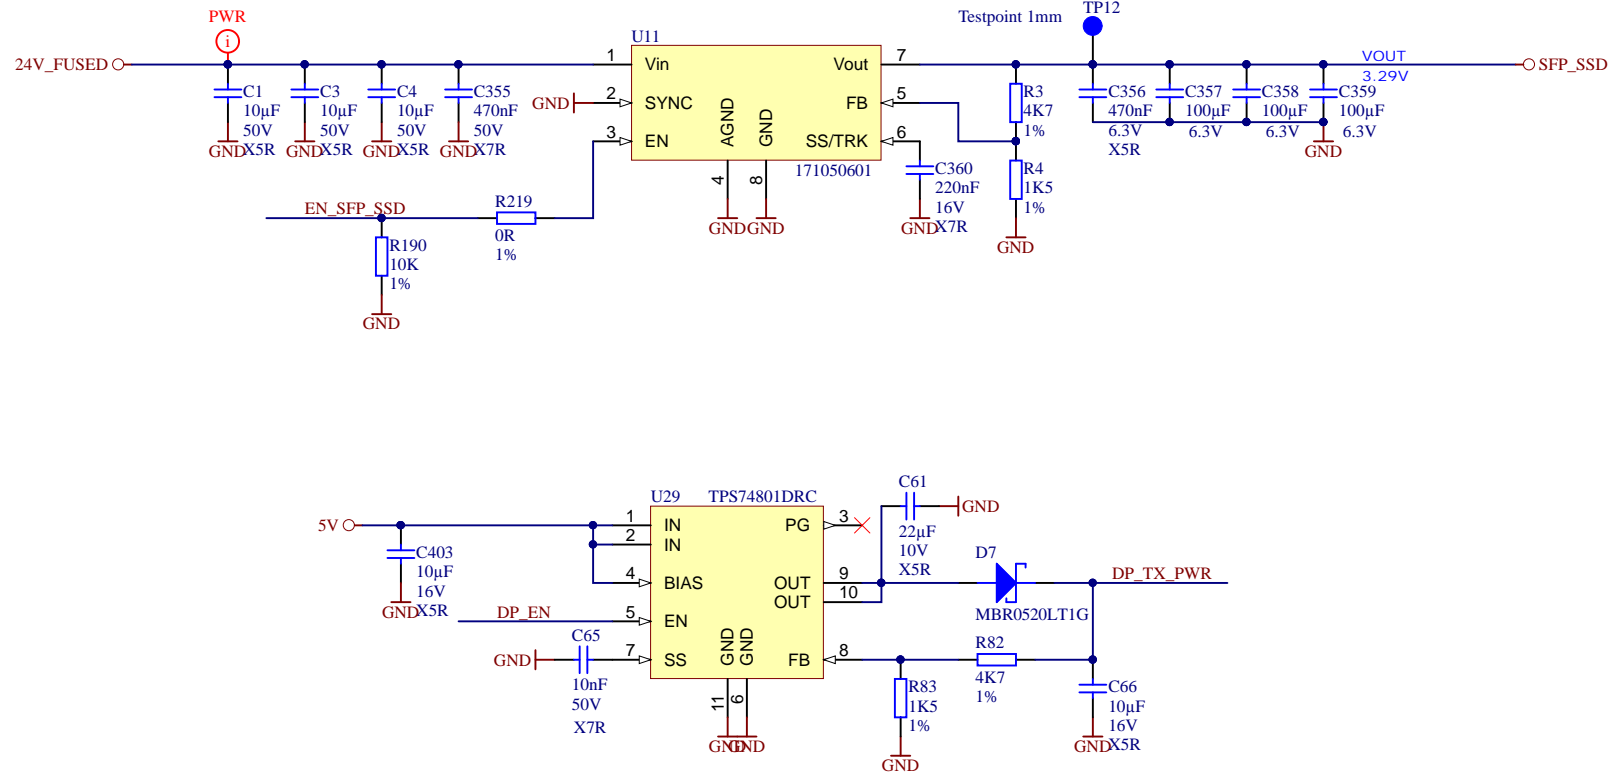 PWR
i
24V_FUSED
C1
10µF
50V
X5R
GND
C3
10µF
50V
X5R
GND
C4
10µF
50V
X5R
GND
C355
470nF
50V
X7R
GND
U11
1
Vin
GND
2
SYNC
3
EN
AGND
GND
4
8
GND
GND
Vout
7
FB
5
SS/TRK
6
171050601
C360
220nF
16V
X7R
GND
R3
4K7
1%
R4
1K5
1%
GND
Testpoint 1mm
TP12
C356
470nF
6.3V
X5R
C357
100µF
6.3V
C358
100µF
6.3V
C359
100µF
6.3V
GND
VOUT
3.29V
SFP_SSD
EN_SFP_SSD
R219
0R
1%
R190
10K
1%
GND
U29
TPS74801DRC
5V
C403
10µF
16V
X5R
GND
1
IN
2
IN
4
BIAS
DP_EN
5
EN
GND
C65
10nF
50V
X7R
7
SS
GND
GND
11
6
GND
GND
PG
3
OUT
9
OUT
10
FB
8
C61
22µF
10V
X5R
GND
D7
MBR0520LT1G
DP_TX_PWR
R82
4K7
1%
R83
1K5
1%
GND
C66
10µF
16V
X5R
GND